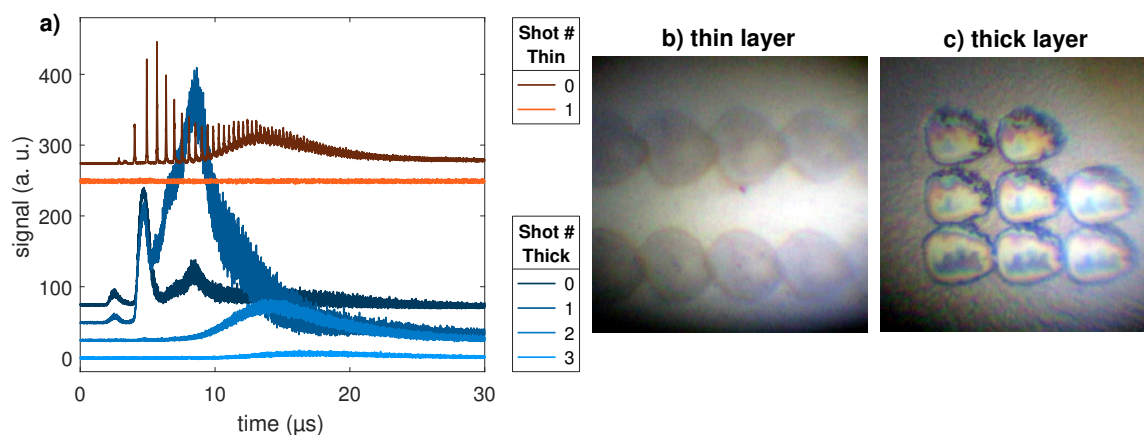 a)
signal (a. u.)
400
300
200
100
0
0
10
20
30
time (μs)
Shot #
Thin
0
1
Shot #
Thick
0
1
2
3
b) thin layer
c) thick layer